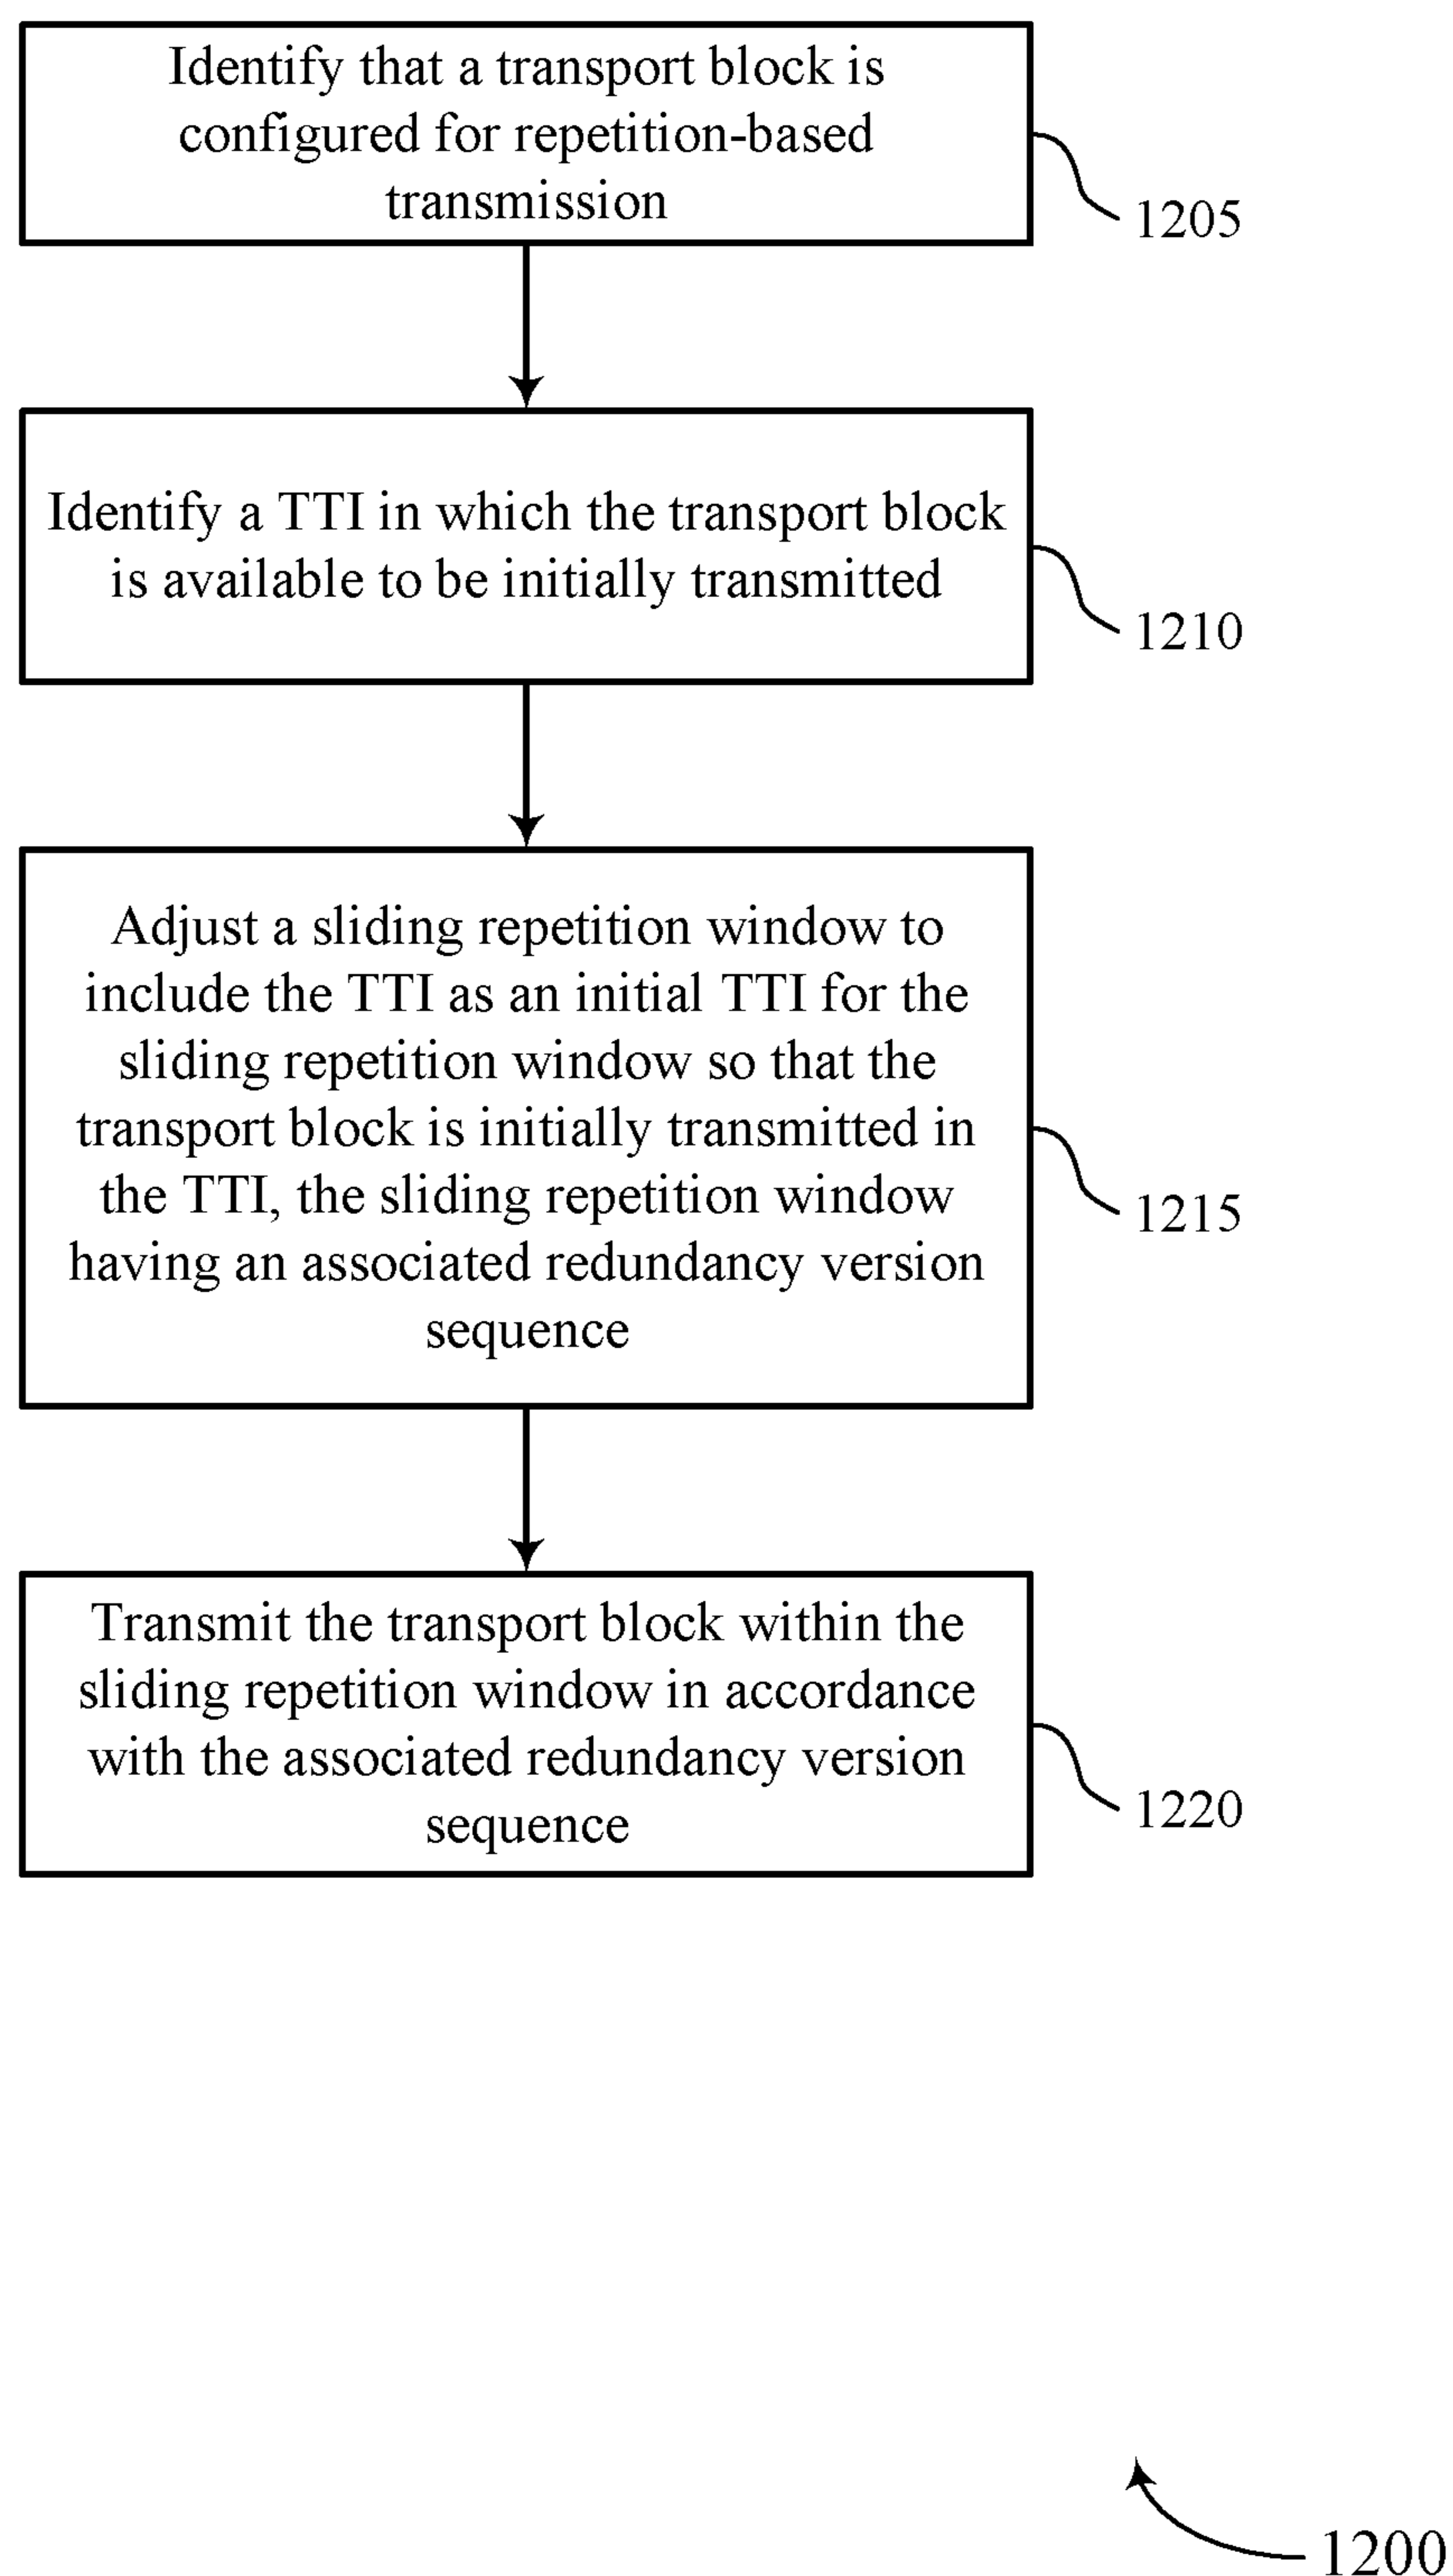 Identify that a transport block is
configured for repetition-based
transmission
1205
Identify a TTI in which the transport block
is available to be initially transmitted
1210
Adjust a sliding repetition window to
include the TTI as an initial TTI for the
sliding repetition window so that the
transport block is initially transmitted in
the TTI, the sliding repetition window
having an associated redundancy version
sequence
1215
Transmit the transport block within the
sliding repetition window in accordance
with the associated redundancy version
sequence
1220
1200